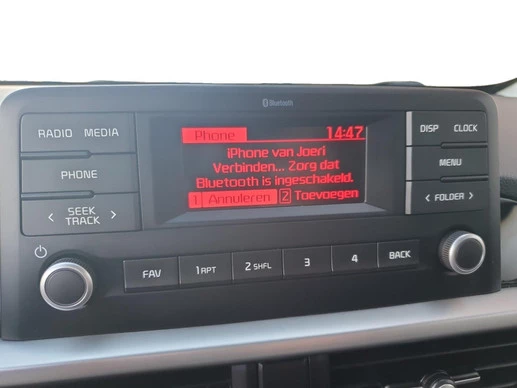 Bluetooth
RADIO MEDIA
PHONE
< SEEK TRACK >
Phone 14:47
iPhone van Joeri
Verbinden... Zorg dat
Bluetooth is ingeschakeld.
1 Annuleren 2 Toevoegen
DISP CLOCK
MENU
< FOLDER >
FAV 1 RPT 2 SHFL 3 4 BACK